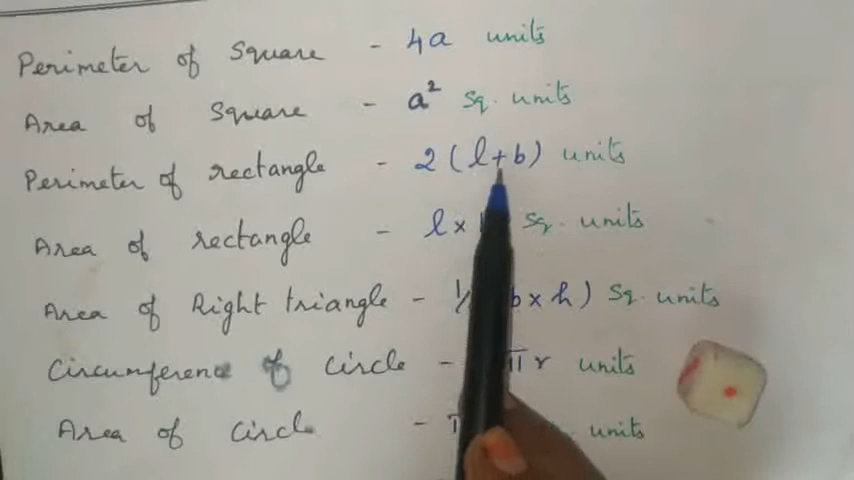 Perimeter of Square - 4a units
Area of Square - a² Sq. units
Perimeter of rectangle - 2 (l+b) units
Area of rectangle - l × Sq. units
Area of Right triangle - b × h) Sq. units
Circumference of circle - πr units
Area of circle - π units